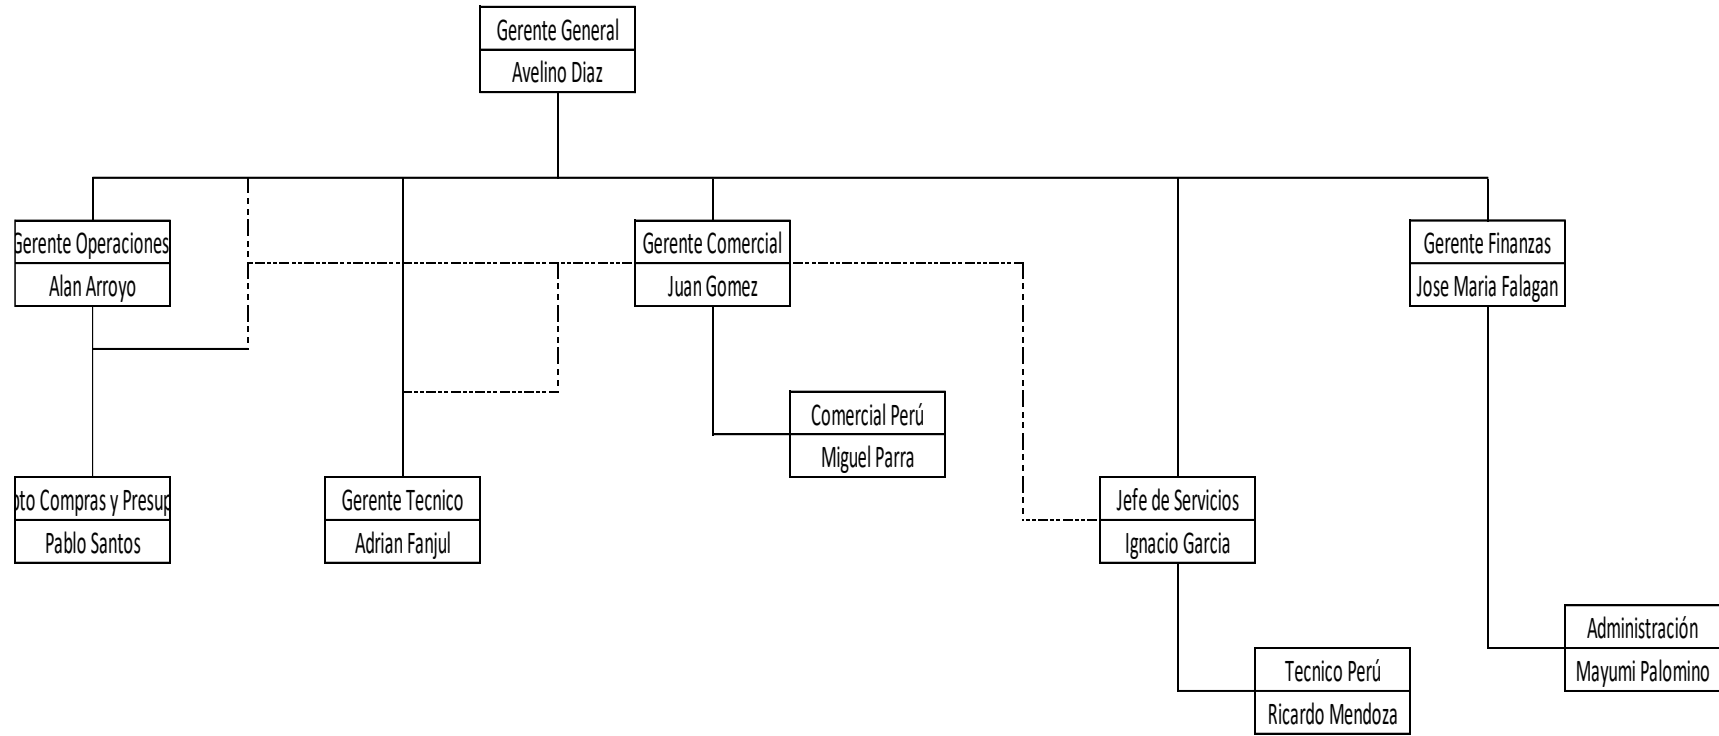 Gerente General
Avelino Diaz
Gerente Operaciones
Alan Arroyo
Gerente Comercial
Juan Gomez
Gerente Finanzas
Jose Maria Falagan
Comercial Perú
Miguel Parra
Compras y
Pablo Santos
Gerente Tecnico
Adrian Fanjul
Jefe de Servicios
Ignacio Garcia
Administración
Mayumi Palomino
Tecnico Perú
Ricardo Mendoza